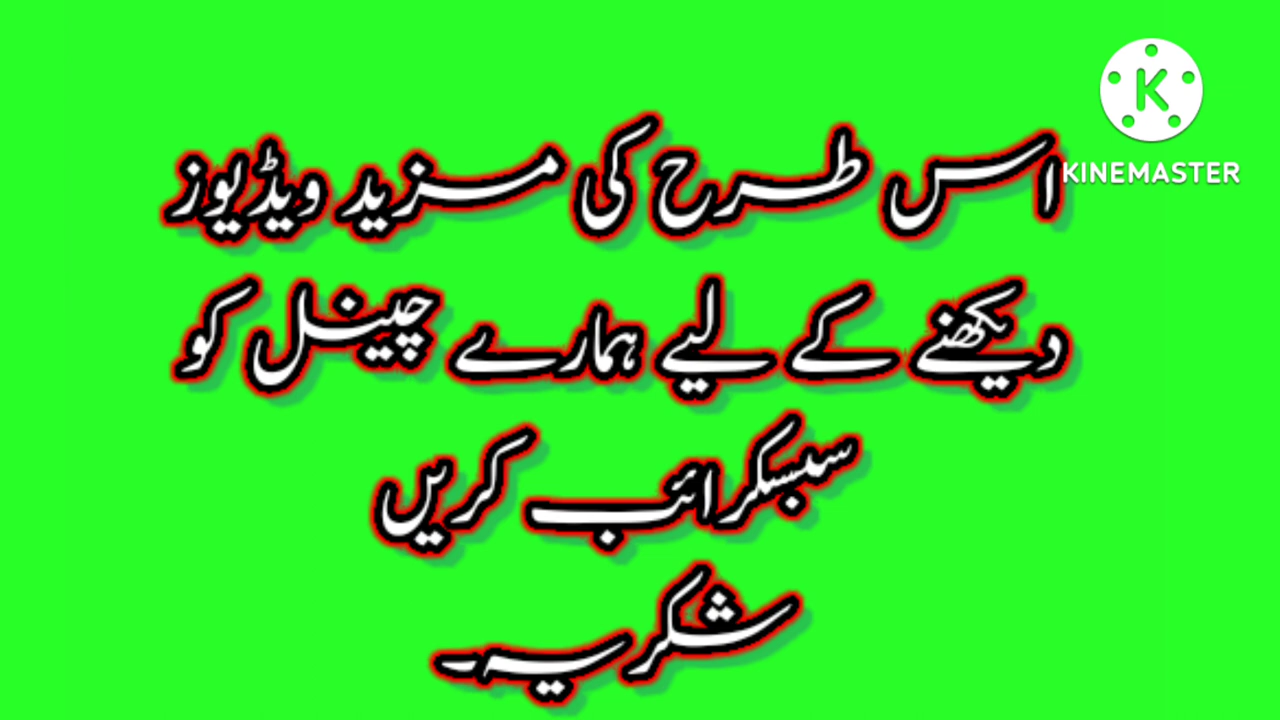 KINEMASTER
اس طرح کی مزید ویڈیوز
دیکھنے کے لیے ہمارے چینل کو
سبسکرائب کریں
شکریہ۔